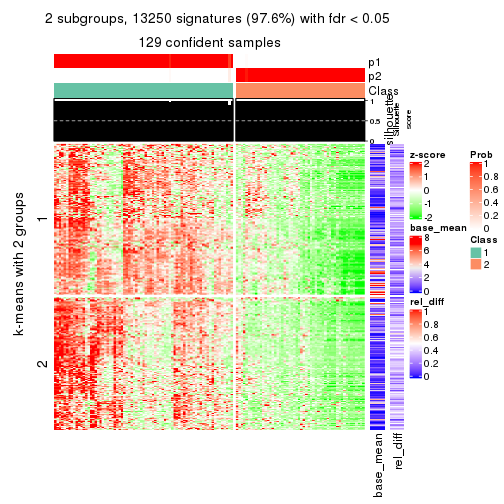 2 subgroups, 13250 signatures (97.6%) with fdr < 0.05
129 confident samples
p1
p2
Class
silhouette
Silhouette
score
1
0.5
0
k-means with 2 groups
1
2
base_mean
rel_diff
z-score
2
1
0
-1
-2
base_mean
8
6
4
2
0
rel_diff
1
0.8
0.6
0.4
0.2
0
Prob
1
0.8
0.6
0.4
0.2
0
Class
1
2